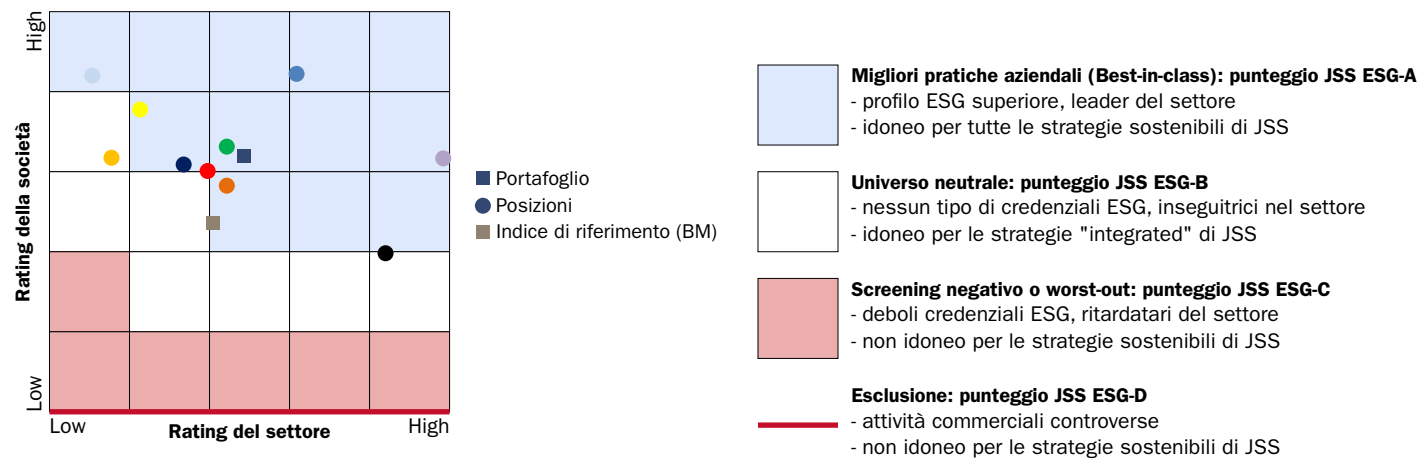 High
Rating della società
Low
Low
Rating del settore
High
Portafoglio
Posizioni
Indice di riferimento (BM)
Migliori pratiche aziendali (Best-in-class): punteggio JSS ESG-A
- profilo ESG superiore, leader del settore
- idoneo per tutte le strategie sostenibili di JSS
Universo neutrale: punteggio JSS ESG-B
- nessun tipo di credenziali ESG, inseguitrici nel settore
- idoneo per le strategie "integrated" di JSS
Screening negativo o worst-out: punteggio JSS ESG-C
- deboli credenziali ESG, ritardatari del settore
- non idoneo per le strategie sostenibili di JSS
Esclusione: punteggio JSS ESG-D
- attività commerciali controverse
- non idoneo per le strategie sostenibili di JSS